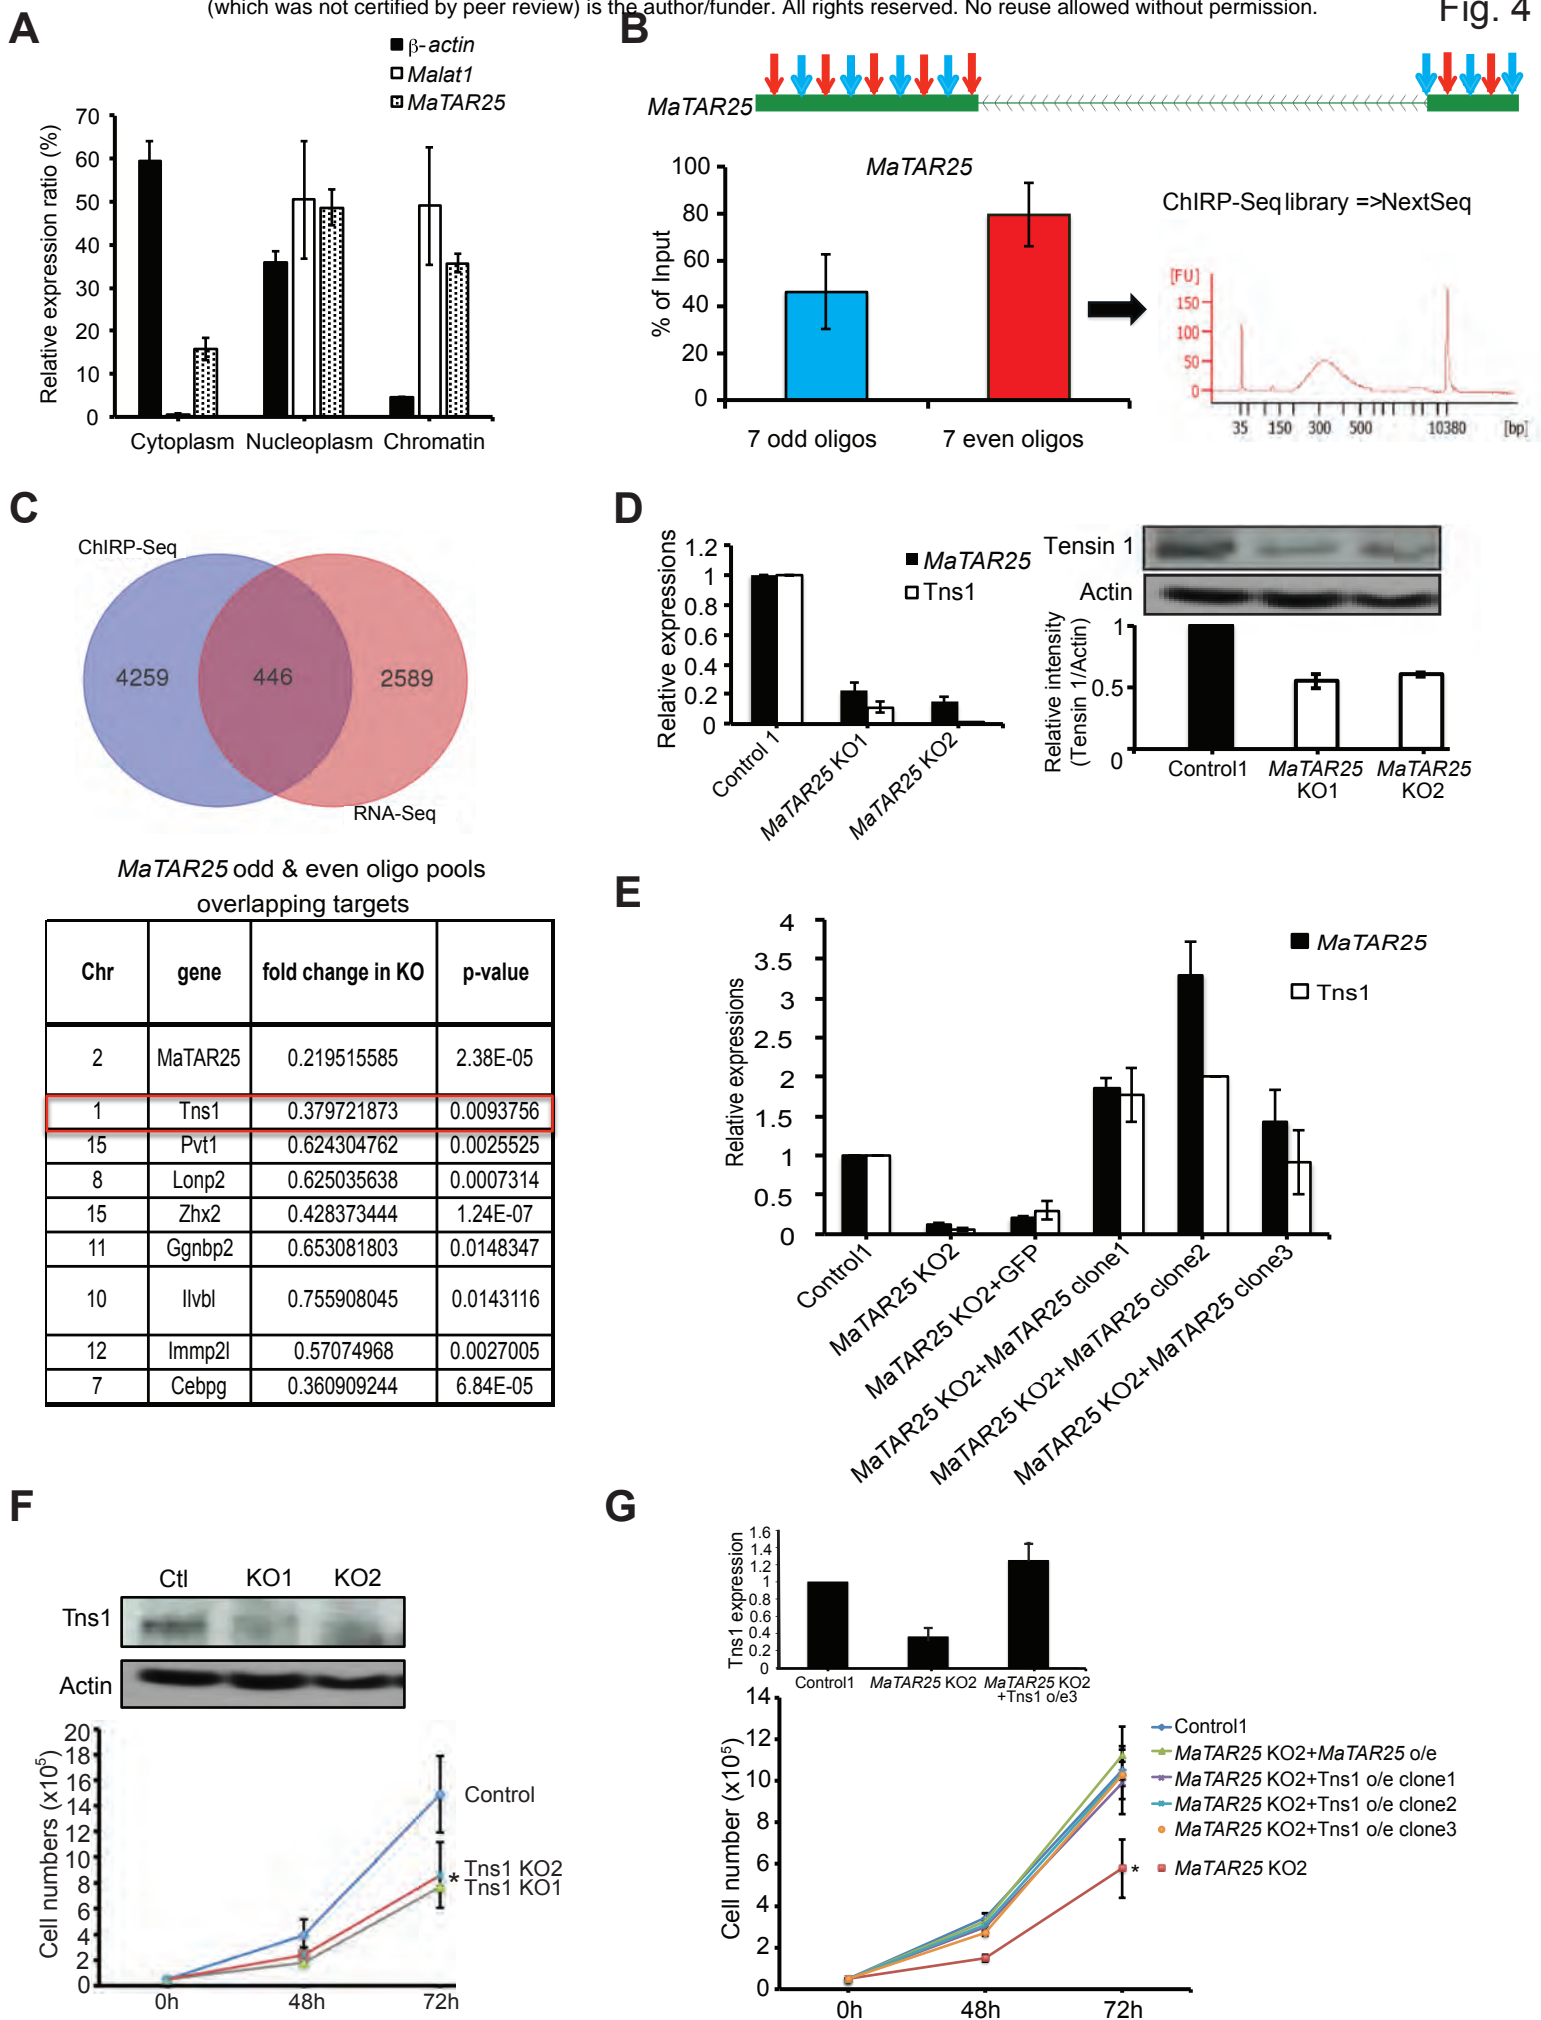 (which was not certified by peer review) is the author/funder. All rights reserved. No reuse allowed without permission.
Fig. 4
A
β-actin
Malat1
MaTAR25
Relative expression ratio (%)
70
60
50
40
30
20
10
0
Cytoplasm Nucleoplasm Chromatin
B
MaTAR25
MaTAR25
% of Input
100
80
60
40
20
0
7 odd oligos 7 even oligos
ChIRP-Seq library =>NextSeq
[FU]
150
100
50
0
35 150 300 500 10380 [bp]
C
ChIRP-Seq
4259 446 2589
RNA-Seq
MaTAR25 odd & even oligo pools
overlapping targets
Chr gene fold change in KO p-value
2 MaTAR25 0.219515585 2.38E-05
1 Tns1 0.379721873 0.0093756
15 Pvt1 0.624304762 0.0025525
8 Lonp2 0.625035638 0.0007314
15 Zhx2 0.428373444 1.24E-07
11 Ggnbp2 0.653081803 0.0148347
10 Ilvbl 0.755908045 0.0143116
12 Immp2l 0.57074968 0.0027005
7 Cebpg 0.360909244 6.84E-05
D
Relative expressions
1.2
1
0.8
0.6
0.4
0.2
0
MaTAR25
Tns1
Control 1
MaTAR25 KO1
MaTAR25 KO2
Tensin 1
Actin
Relative intensity
(Tensin 1/Actin)
1
0.5
0
Control1 MaTAR25 MaTAR25
KO1 KO2
E
Relative expressions
4
3.5
3
2.5
2
1.5
1
0.5
0
MaTAR25
Tns1
Control1
MaTAR25 KO2
MaTAR25 KO2+GFP
MaTAR25 KO2+MaTAR25 clone1
MaTAR25 KO2+MaTAR25 clone2
MaTAR25 KO2+MaTAR25 clone3
F
Ctl KO1 KO2
Tns1
Actin
Cell numbers (x10⁵)
20
18
16
14
12
10
8
6
4
2
0
Control
Tns1 KO2
*
Tns1 KO1
0h 48h 72h
G
Tns1 expression
1.6
1.4
1.2
1
0.8
0.6
0.4
0.2
0
Control1 MaTAR25 KO2 MaTAR25 KO2
+Tns1 o/e3
Cell number (x10⁵)
14
12
10
8
6
4
2
0
Control1
MaTAR25 KO2+MaTAR25 o/e
MaTAR25 KO2+Tns1 o/e clone1
MaTAR25 KO2+Tns1 o/e clone2
MaTAR25 KO2+Tns1 o/e clone3
* MaTAR25 KO2
0h 48h 72h